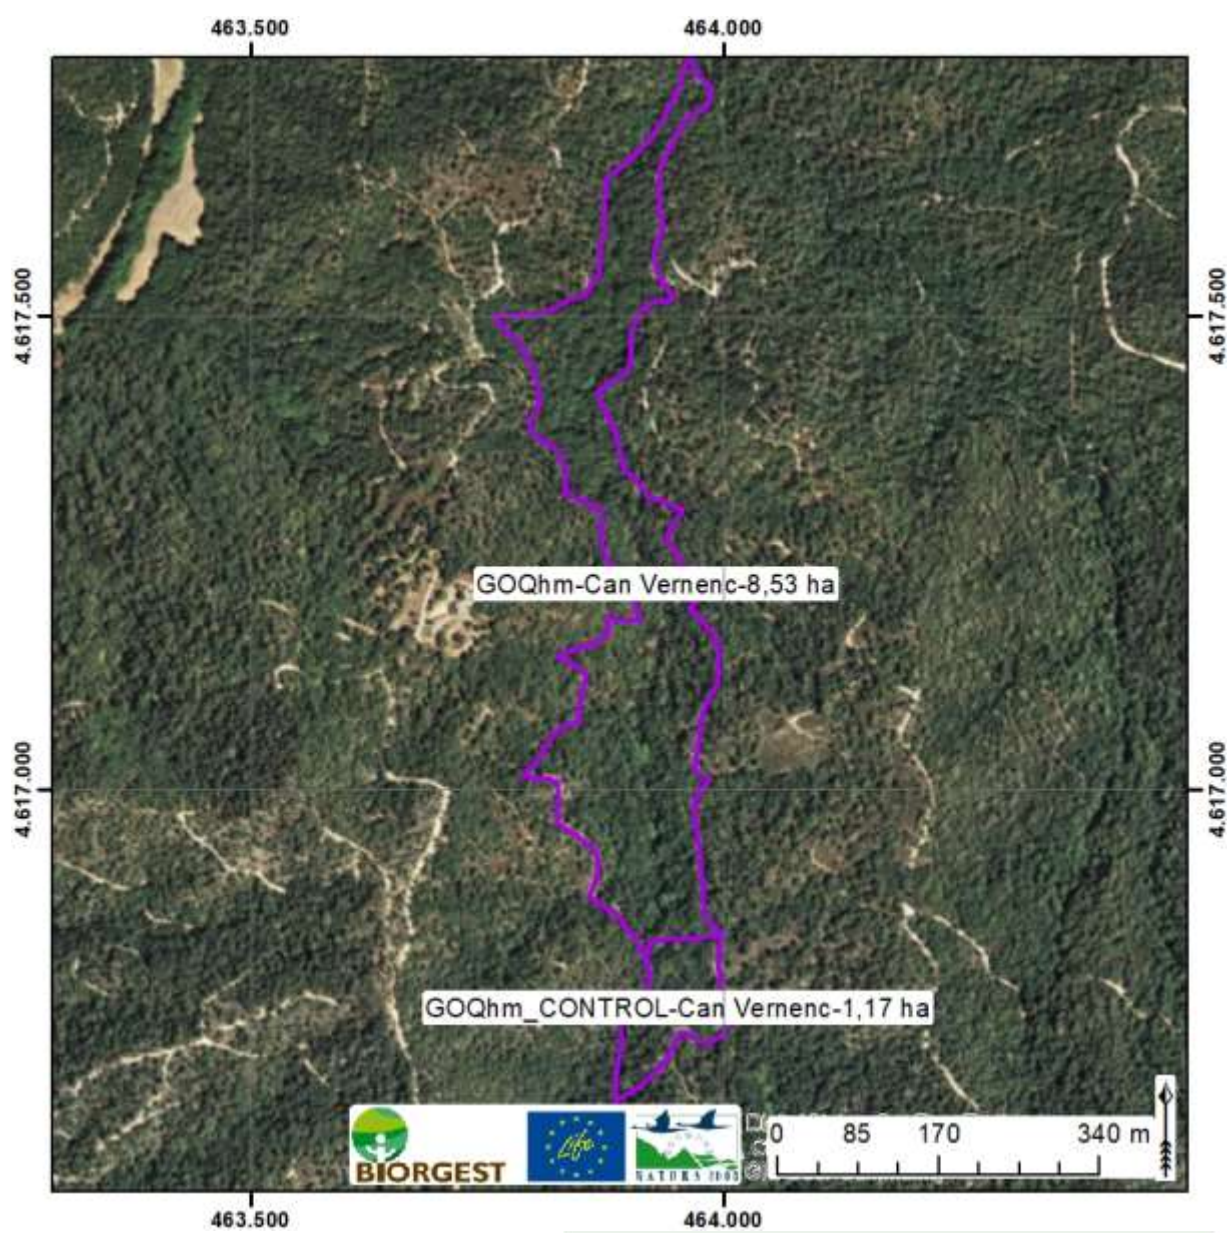 463.500 464.000
4.617.500 4.617.500
GOQhm-Can Vernenc-8,53 ha
4.617.000 4.617.000
GOQhm_CONTROL-Can Vernenc-1,17 ha
BIORGEST
Life
NATURA 2000
0 85 170 340 m
463.500 464.000